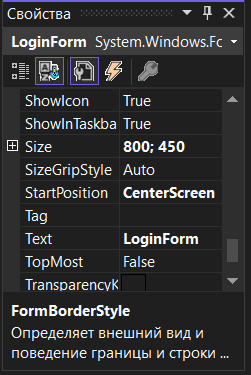 Свойства
LoginForm System.Windows.Fo
ShowIcon True
ShowInTaskba True
Size 800; 450
SizeGripStyle Auto
StartPosition CenterScreen
Tag
Text LoginForm
TopMost False
TransparencyK
FormBorderStyle
Определяет внешний вид и
поведение границы и строки ...